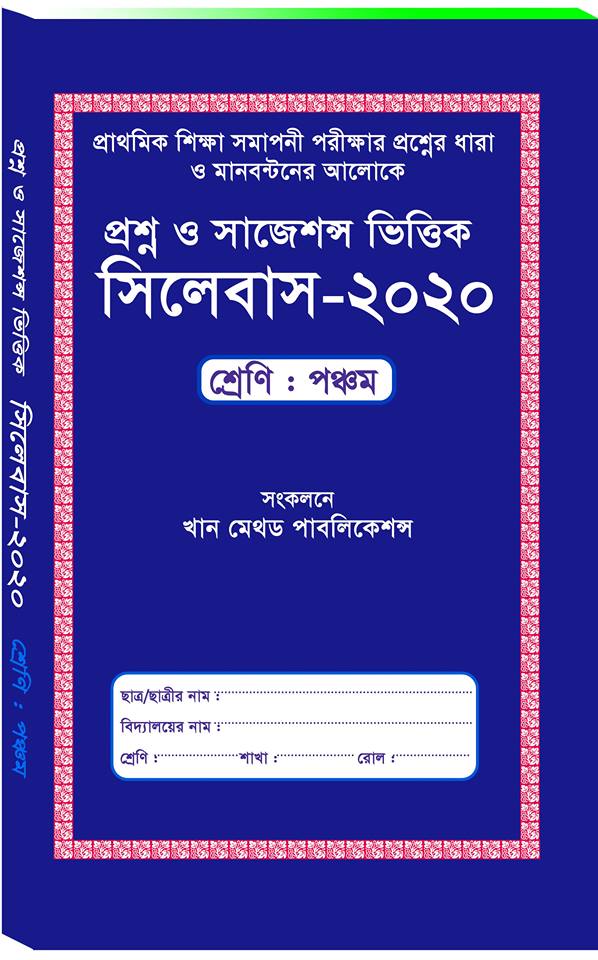 প্রাথমিক শিক্ষা সমাপনী পরীক্ষার প্রশ্নের ধারা
ও মানবন্টনের আলোকে
প্রশ্ন ও সাজেশন্স ভিত্তিক
সিলেবাস-২০২০
শ্রেণি : পঞ্চম
সংকলনে
খান মেথড পাবলিকেশন্স
ছাত্র/ছাত্রীর নাম :
বিদ্যালয়ের নাম :
শ্রেণি : শাখা : রোল :
প্রশ্ন ও সাজেশন্স ভিত্তিক সিলেবাস-২০২০ শ্রেণি : পঞ্চম